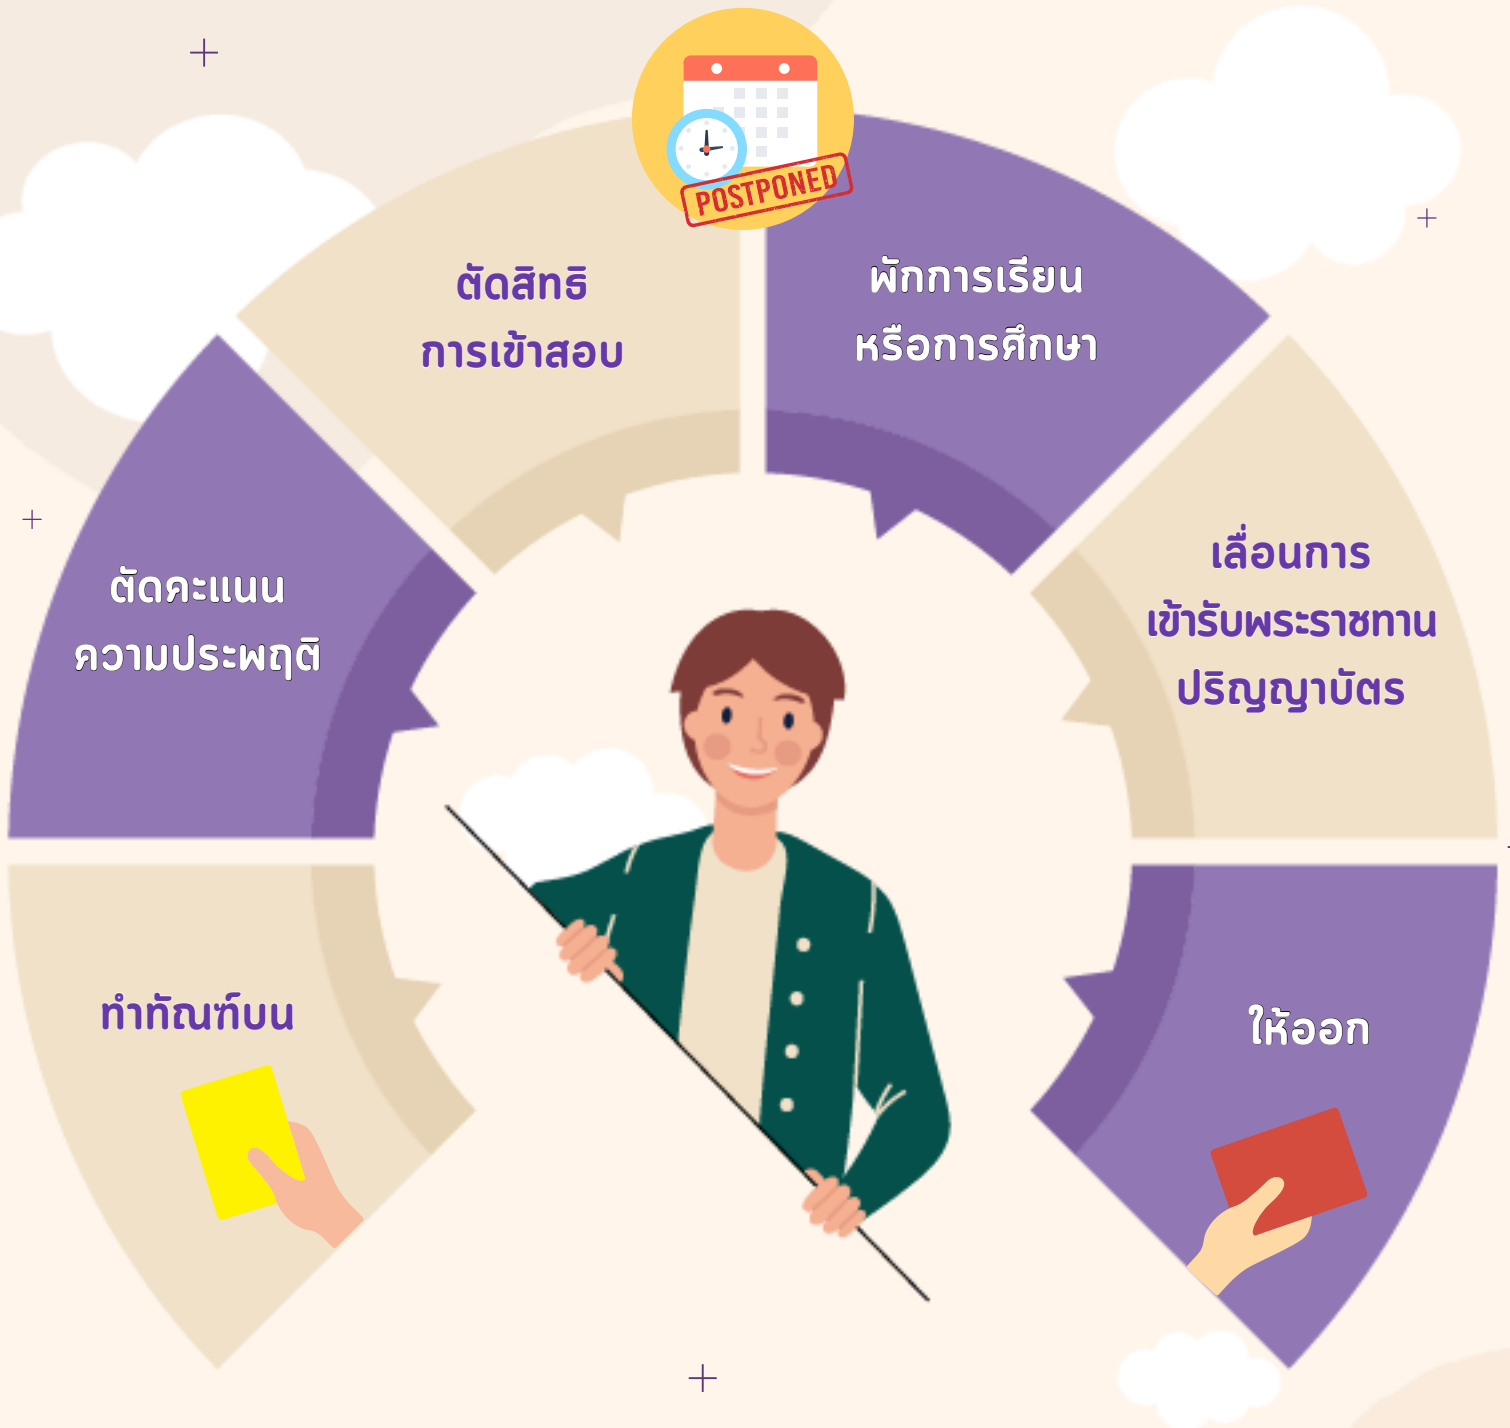 POSTPONED
ตัดสิทธิ
การเข้าสอบ
พักการเรียน
หรือการศึกษา
ตัดคะแนน
ความประพฤติ
เลื่อนการ
เข้ารับพระราชทาน
ปริญญาบัตร
ทำทัณฑ์บน
ให้ออก